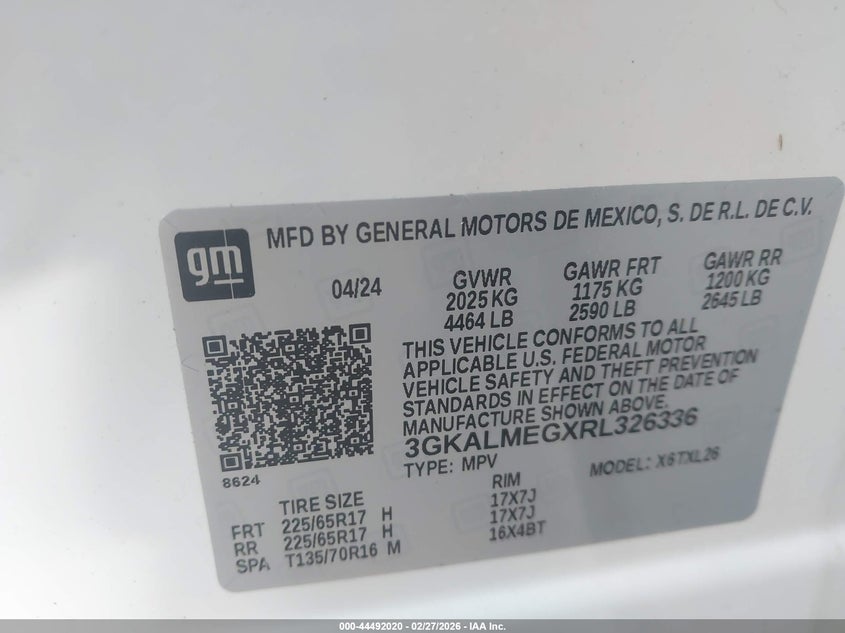 gm
MFD BY GENERAL MOTORS DE MEXICO, S. DE R.L. DE C.V.
04/24
GVWR
2025 KG
4464 LB
GAWR FRT
1175 KG
2590 LB
GAWR RR
1200 KG
2645 LB
THIS VEHICLE CONFORMS TO ALL
APPLICABLE U.S. FEDERAL MOTOR
VEHICLE SAFETY AND THEFT PREVENTION
STANDARDS IN EFFECT ON THE DATE OF
MANUFACTURE SHOWN ABOVE.
3GKALMEGXRL326336
TYPE: MPV
MODEL: X6TXL26
8624
TIRE SIZE RIM
FRT 225/65R17 H 17X7J
RR 225/65R17 H 17X7J
SPA T135/70R16 M 16X4BT
000-44492020 - 02/27/2026 - IAA Inc.